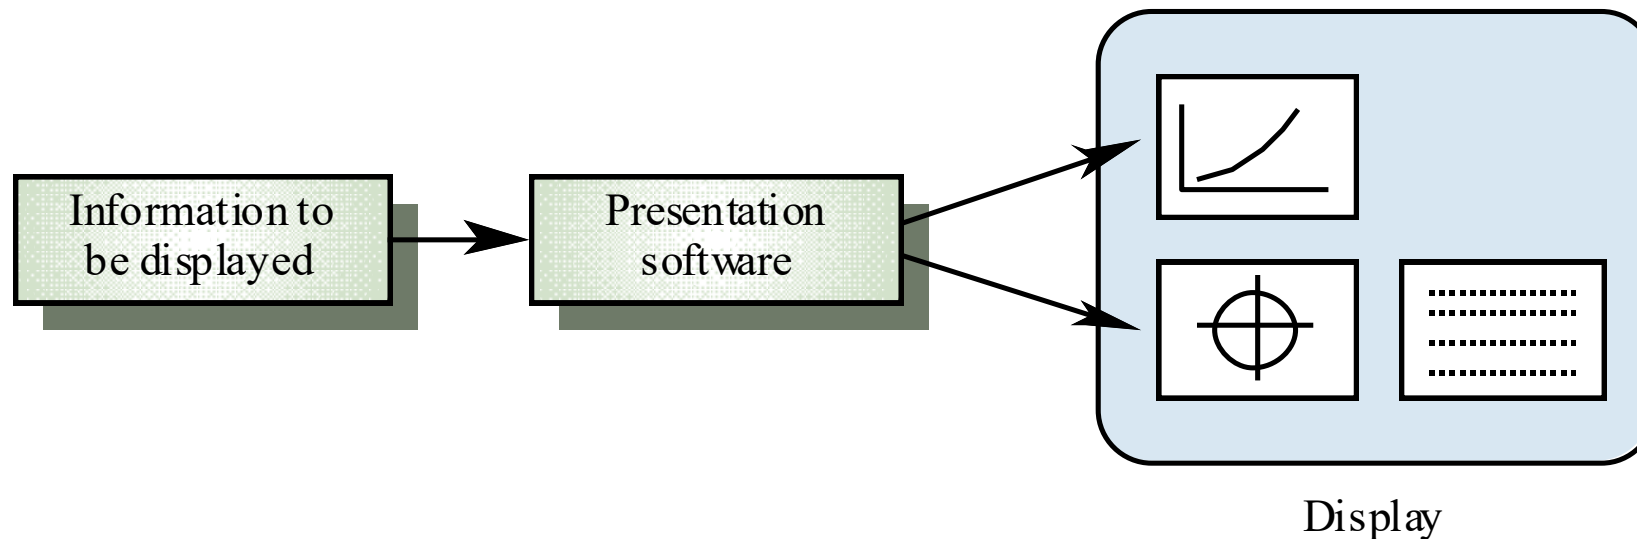 Information to
be displayed
Presentation
software
Display